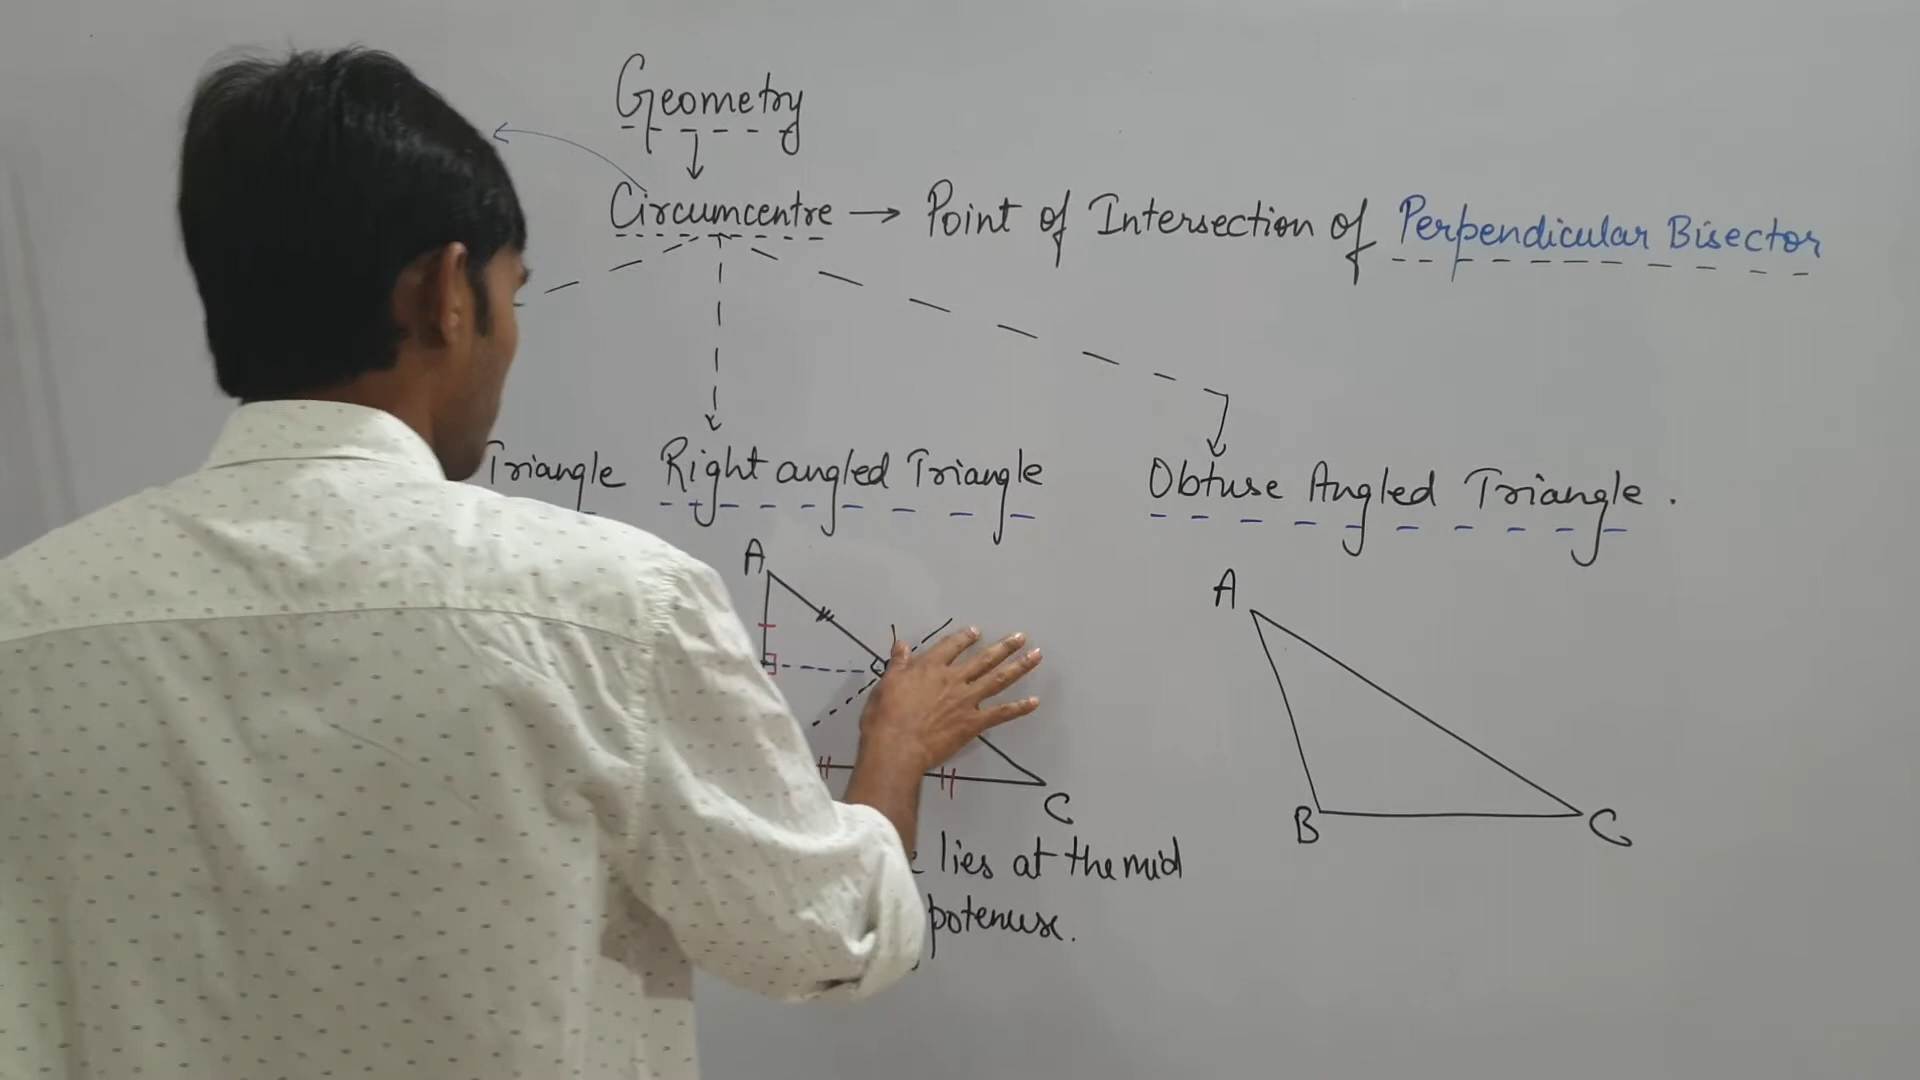 Geometry
Circumcentre → Point of Intersection of Perpendicular Bisector
Triangle Right angled Triangle Obtuse Angled Triangle .
A
A
C
B C
lies at the mid
potenuse.